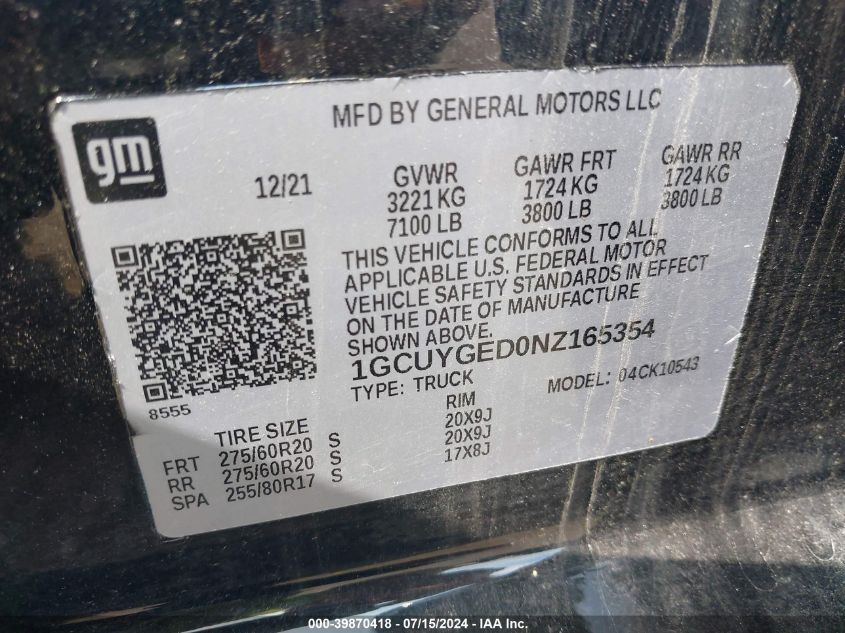 MFD BY GENERAL MOTORS LLC
gm
12/21
GVWR
3221 KG
7100 LB
GAWR FRT
1724 KG
3800 LB
GAWR RR
1724 KG
3800 LB
THIS VEHICLE CONFORMS TO ALL
APPLICABLE U.S. FEDERAL MOTOR
VEHICLE SAFETY STANDARDS IN EFFECT
ON THE DATE OF MANUFACTURE
SHOWN ABOVE.
1GCUYGED0NZ165354
8555
TYPE: TRUCK
MODEL: 04CK10543
TIRE SIZE RIM
FRT 275/60R20 S 20X9J
RR 275/60R20 S 20X9J
SPA 255/80R17 S 17X8J
000-39870418 - 07/15/2024 - IAA Inc.